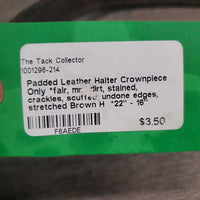 The Tack Collector
1001296-214
Padded Leather Halter Crownpiece
Only *fair, dirt, stained,
crackles, scuffed, undone edges,
stretched Brown H *22" - 16"
$3.50
F6AEDE